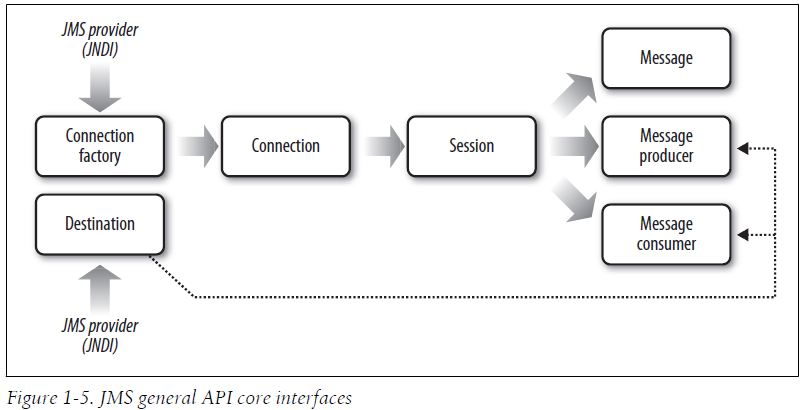 JMS provider
(JNDI)
Connection
factory
Connection
Session
Message
Message
producer
Message
consumer
Destination
JMS provider
(JNDI)
Figure 1-5. JMS general API core interfaces